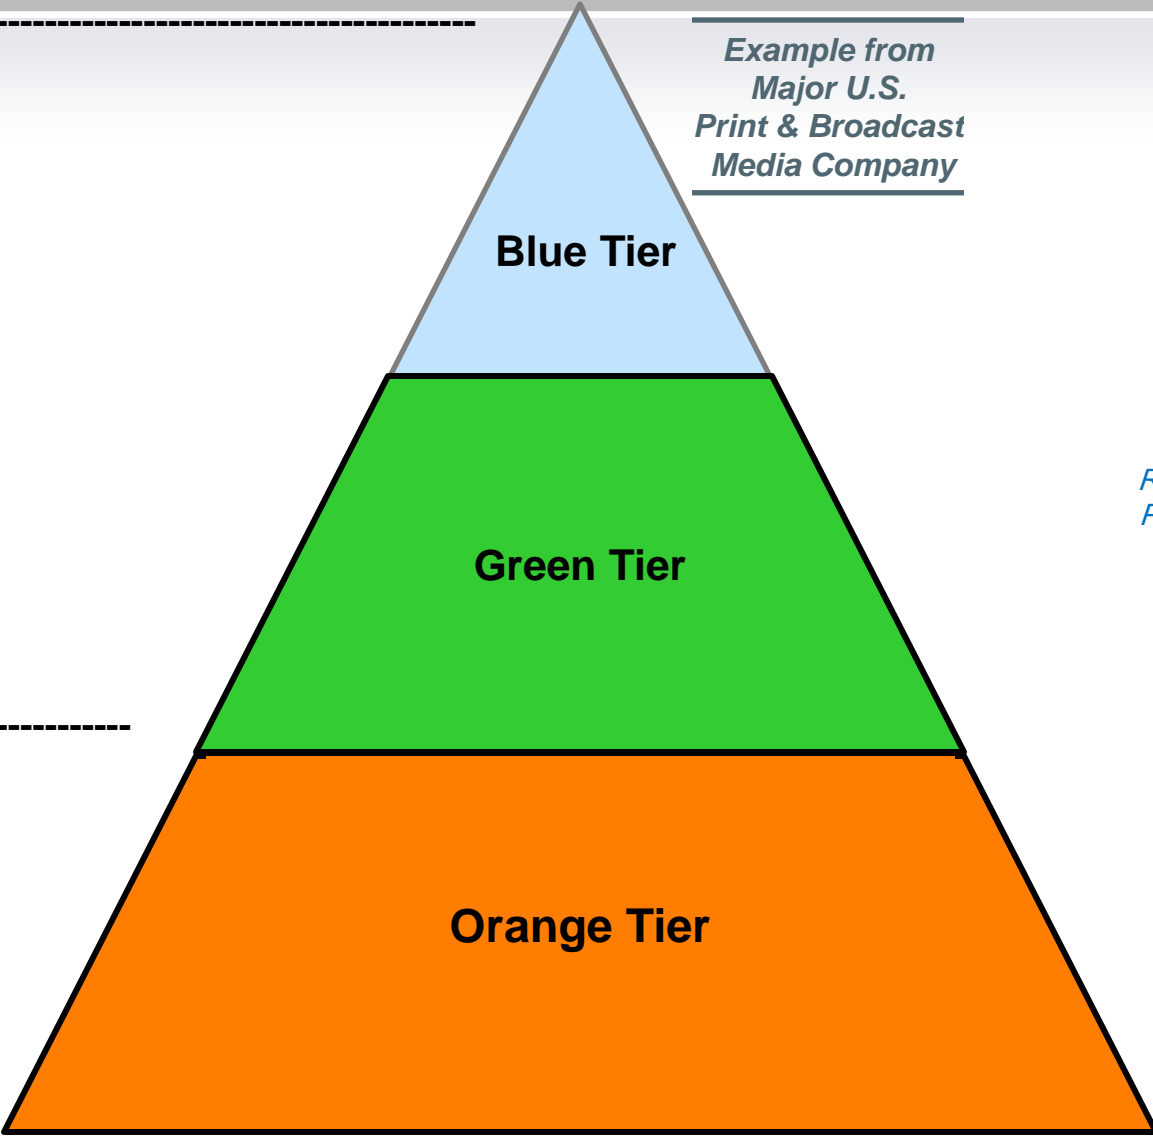 Example from
Major U.S.
Print & Broadcast
Media Company
Blue Tier
Green Tier
Orange Tier